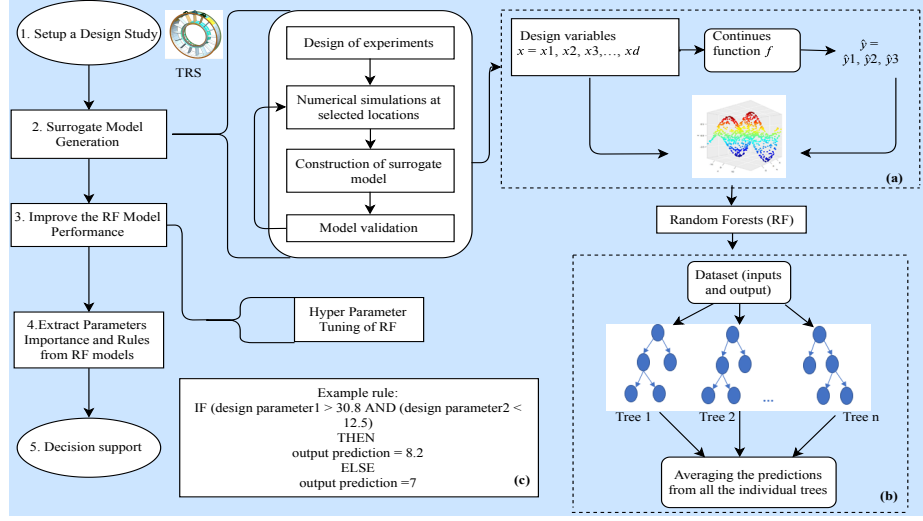 1. Setup a Design Study
TRS
2. Surrogate Model
Generation
3. Improve the RF Model
Performance
4.Extract Parameters
Importance and Rules
from RF models
5. Decision support
Design of experiments
Numerical simulations at
selected locations
Construction of surrogate
model
Model validation
Hyper Parameter
Tuning of RF
Example rule:
IF (design parameter1 > 30.8 AND (design parameter2 <
12.5)
THEN
output prediction = 8.2
ELSE
output prediction =7
(c)
Design variables
x = x1, x2, x3,…, xd
Continues
function f
ŷ =
ŷ1, ŷ2, ŷ3
(a)
Random Forests (RF)
Dataset (inputs
and output)
...
Tree 1
Tree 2
Tree n
Averaging the predictions
from all the individual trees
(b)